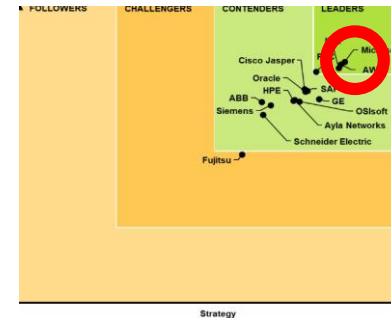 FOLLOWERS
CHALLENGERS
CONTENDERS
LEADERS
Cisco Jasper
Oracle
HPE
ABB
Siemens
GE
OSIsoft
Ayla Networks
Schneider Electric
Fujitsu
Strategy